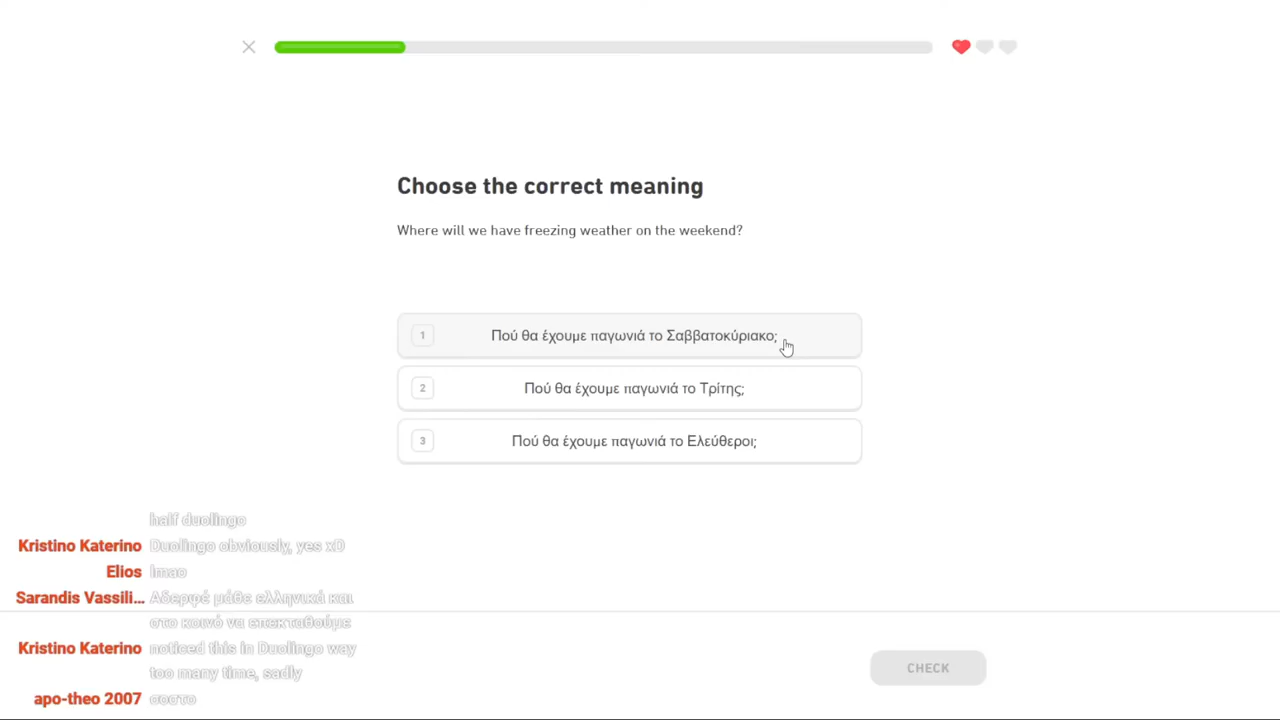 Choose the correct meaning
Where will we have freezing weather on the weekend?
1 Πού θα έχουμε παγωνιά το Σαββατοκύριακο;
2 Πού θα έχουμε παγωνιά το Τρίτης;
3 Πού θα έχουμε παγωνιά το Ελεύθεροι;
half duolingo
Kristino Katerino Duolingo obviously, yes xD
Elios lmao
Sarandis Vassili... Αδερφέ μάθε ελληνικά και
στο κοινό να επεκταθούμε
Kristino Katerino noticed this in Duolingo way
too many time, sadly
apo-theo 2007 σοστο
CHECK